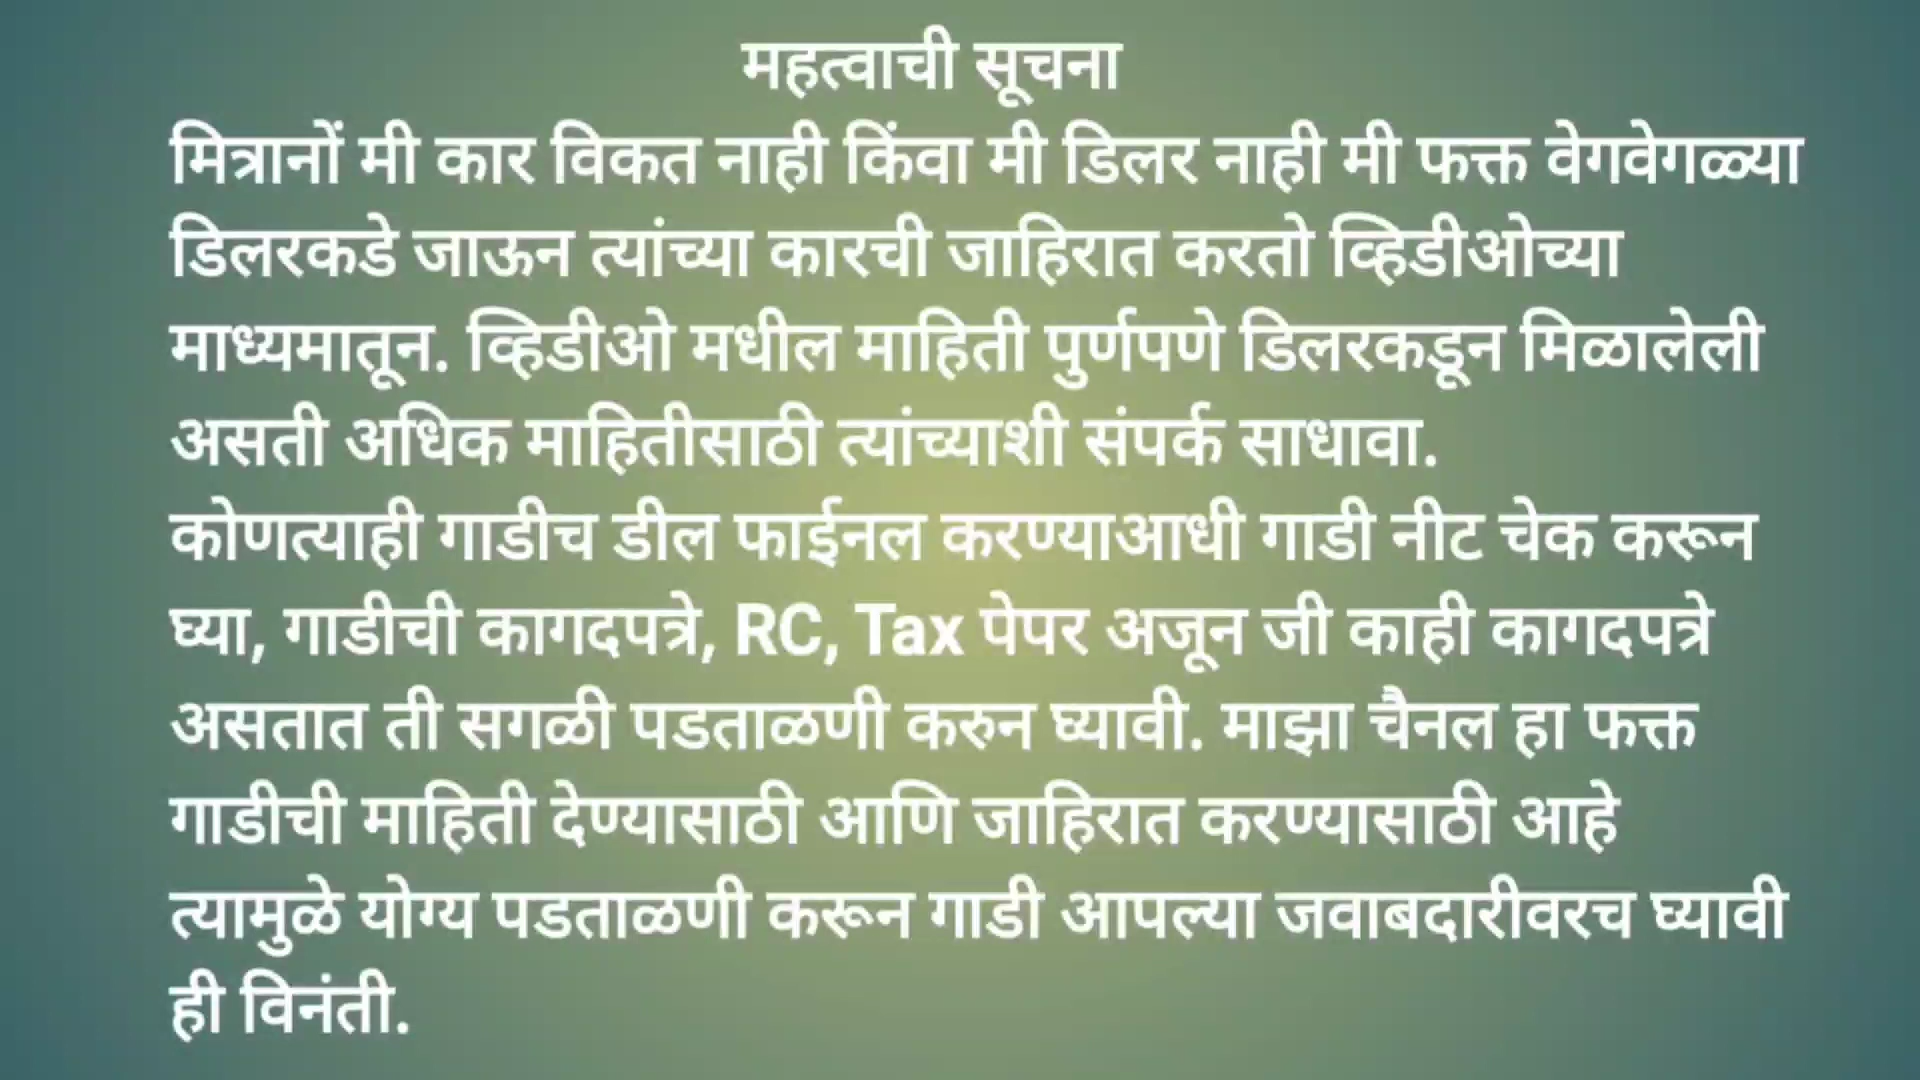 महत्वाची सूचना
मित्रानों मी कार विकत नाही किंवा मी डिलर नाही मी फक्त वेगवेगळ्या
डिलरकडे जाऊन त्यांच्या कारची जाहिरात करतो व्हिडीओच्या
माध्यमातून. व्हिडीओ मधील माहिती पुर्णपणे डिलरकडून मिळालेली
असती अधिक माहितीसाठी त्यांच्याशी संपर्क साधावा.
कोणत्याही गाडीच डील फाईनल करण्याआधी गाडी नीट चेक करून
घ्या, गाडीची कागदपत्रे, RC, Tax पेपर अजून जी काही कागदपत्रे
असतात ती सगळी पडताळणी करुन घ्यावी. माझा चैनल हा फक्त
गाडीची माहिती देण्यासाठी आणि जाहिरात करण्यासाठी आहे
त्यामुळे योग्य पडताळणी करून गाडी आपल्या जवाबदारीवरच घ्यावी
ही विनंती.